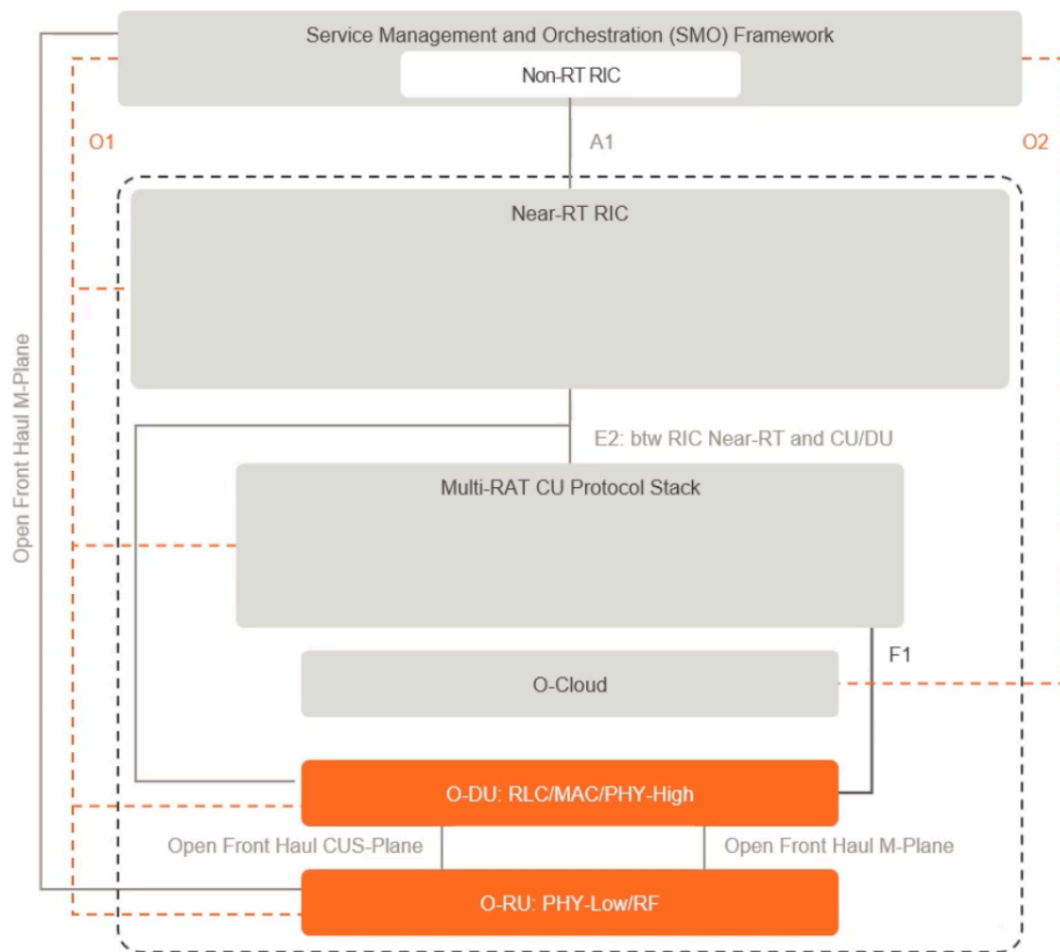 Service Management and Orchestration (SMO) Framework
Non-RT RIC
O1
A1
O2
Near-RT RIC
Open Front Haul M-Plane
E2: btw RIC Near-RT and CU/DU
Multi-RAT CU Protocol Stack
F1
O-Cloud
O-DU: RLC/MAC/PHY-High
Open Front Haul CUS-Plane
Open Front Haul M-Plane
O-RU: PHY-Low/RF